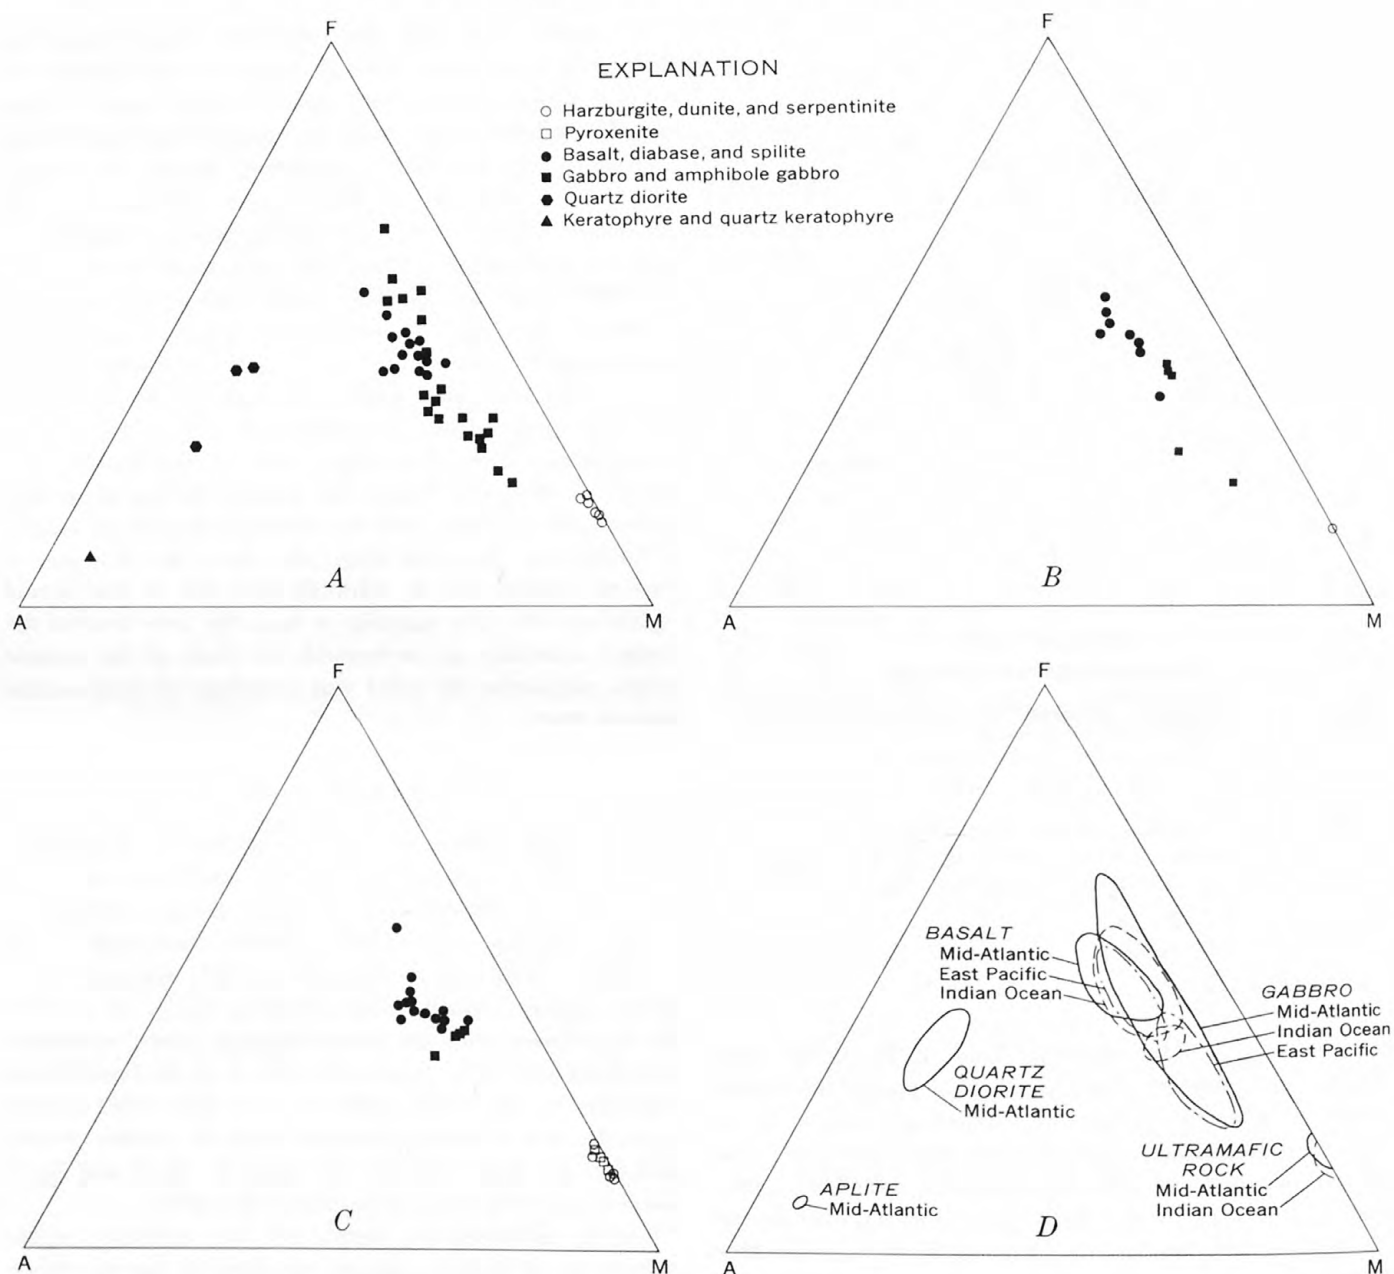 F
EXPLANATION
Harzburgite, dunite, and serpentinite
Pyroxenite
Basalt, diabase, and spilite
Gabbro and amphibole gabbro
Quartz diorite
Keratophyre and quartz keratophyre
A
A
M
F
B
A
M
F
C
A
M
F
BASALT
Mid-Atlantic
East Pacific
Indian Ocean
GABBRO
Mid-Atlantic
Indian Ocean
East Pacific
QUARTZ
DIORITE
Mid-Atlantic
ULTRAMAFIC
ROCK
Mid-Atlantic
Indian Ocean
APLITE
Mid-Atlantic
D
A
M